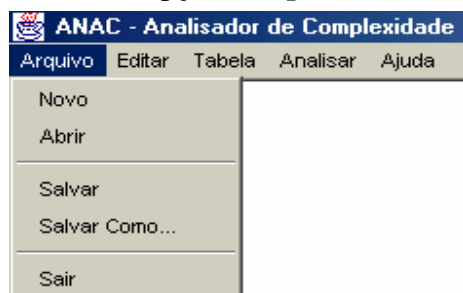 ANAC - Analisador de Complexidade
Arquivo Editar Tabela Analisar Ajuda
Novo
Abrir
Salvar
Salvar Como...
Sair